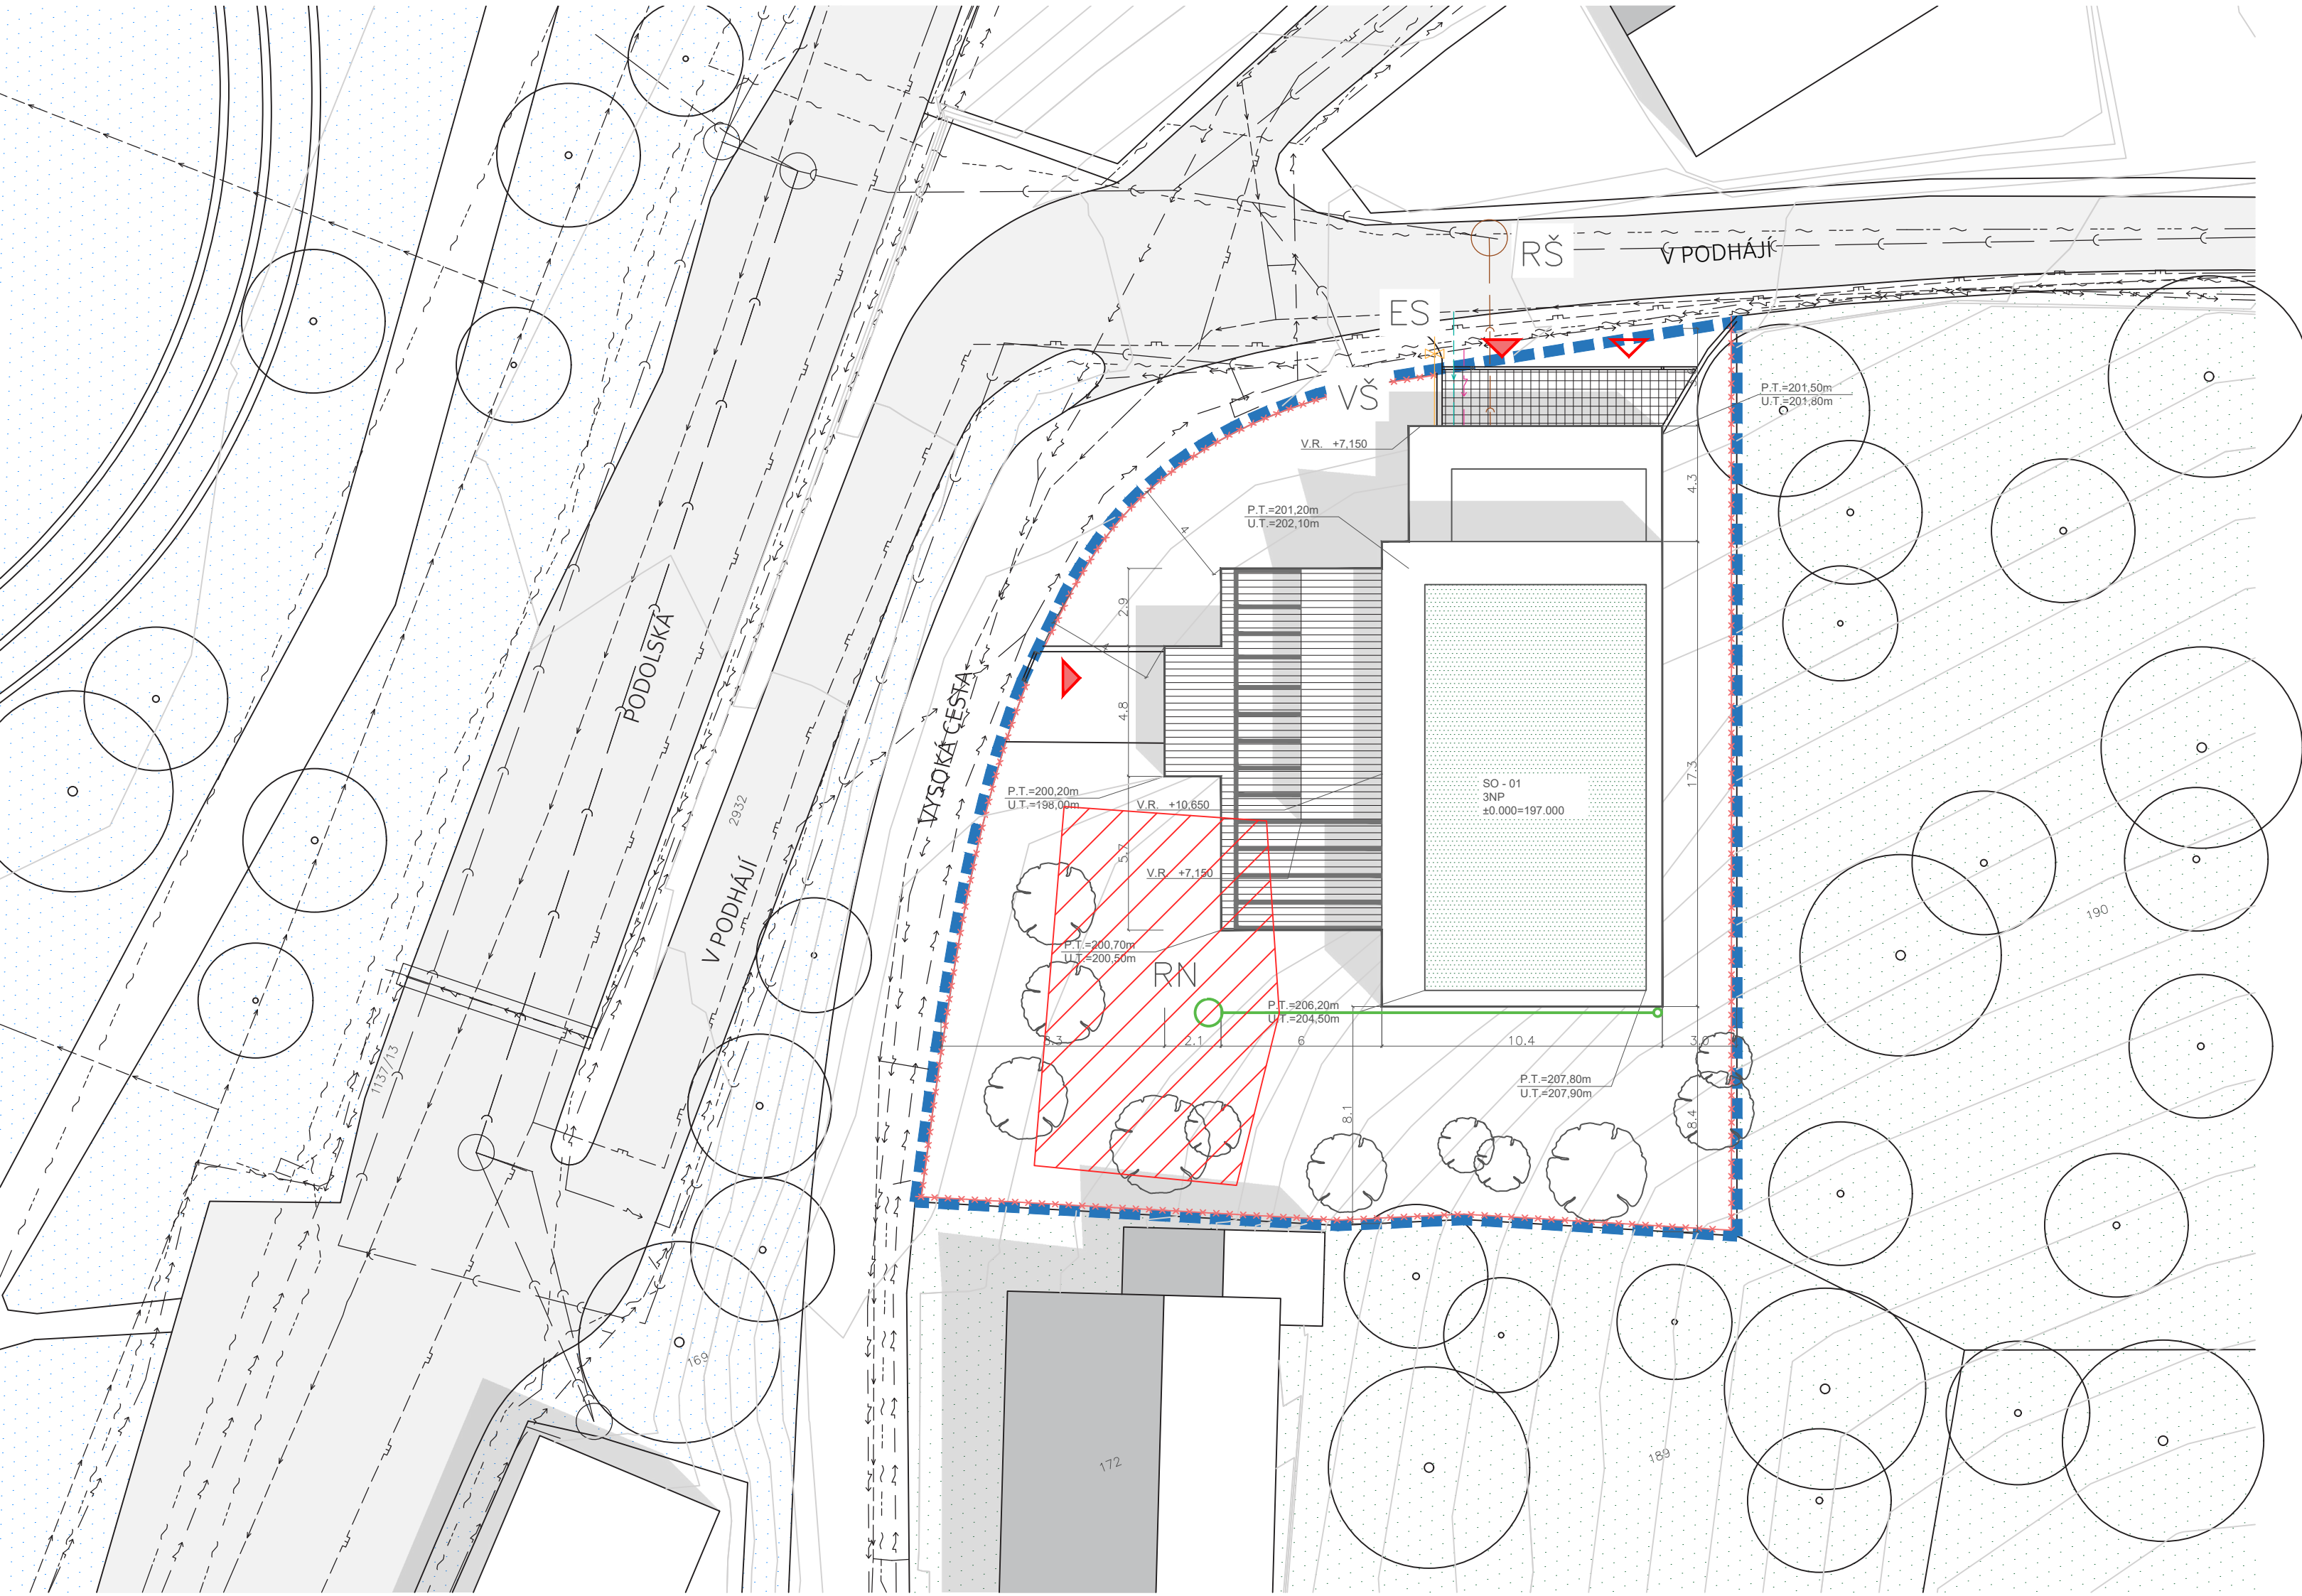 RŠ
V PODHÁJÍ
ES
VŠ
P.T.=201,50m
U.T.=201,80m
V.R. +7,150
4.3
P.T.=201,20m
U.T.=202,10m
4
2.9
4
PODOLSKÁ
4.8
VYSOKÁ CESTA
17.3
SO - 01
3NP
±0.000=197.000
P.T.=200,20m
U.T.=198,00m
V.R. +10,650
2932
5.7
V.R. +7,150
V PODHÁJÍ
190
P.T.=200,70m
U.T.=200,50m
RN
P.T.=206,20m
U.T.=204,50m
8.3
2.1
6
10.4
3.0
1137/13
P.T.=207,80m
U.T.=207,90m
8.1
8.4
169
172
189